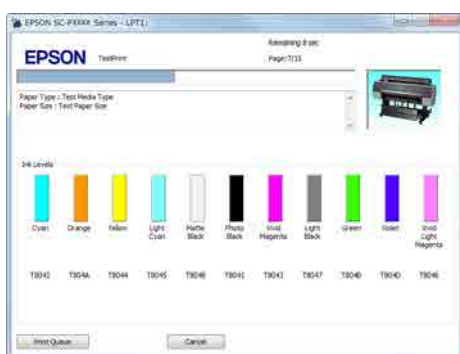 EPSON SC-PXXXX Series - LPT1:
EPSON
TestPrint
Remaining 8 sec
Page:7/15
Paper Type : Test Media Type
Paper Size : Test Paper Size
Ink Levels
Cyan Orange Yellow Light Cyan Matte Black Photo Black Vivid Magenta Light Black Green Violet Vivid Light Magenta
T8042 T804A T8044 T8045 T8048 T8041 T8043 T8047 T804B T804D T8046
Print Queue Cancel